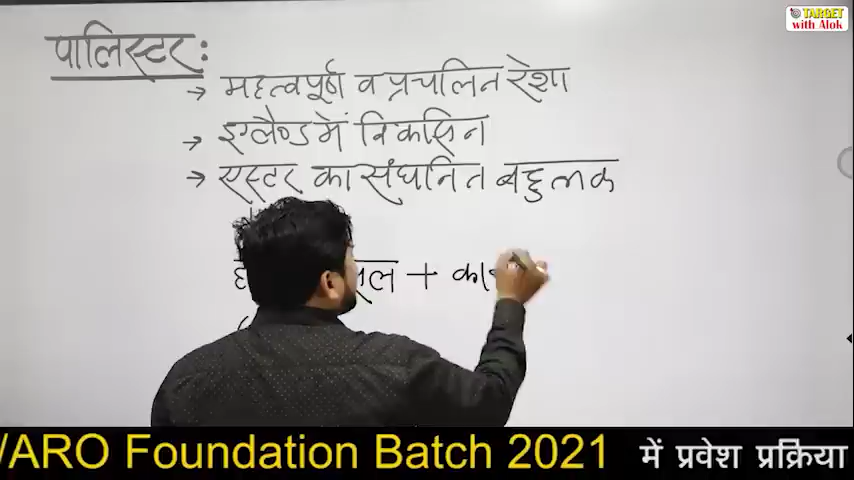 TARGET
with Alok
पालिस्टर:
→ महत्वपूर्ण व प्रचलित रेशा
→ इग्लैण्ड में विकसित
→ एस्टर का संघनित बहुलक
+
/ARO Foundation Batch 2021 में प्रवेश प्रक्रिया